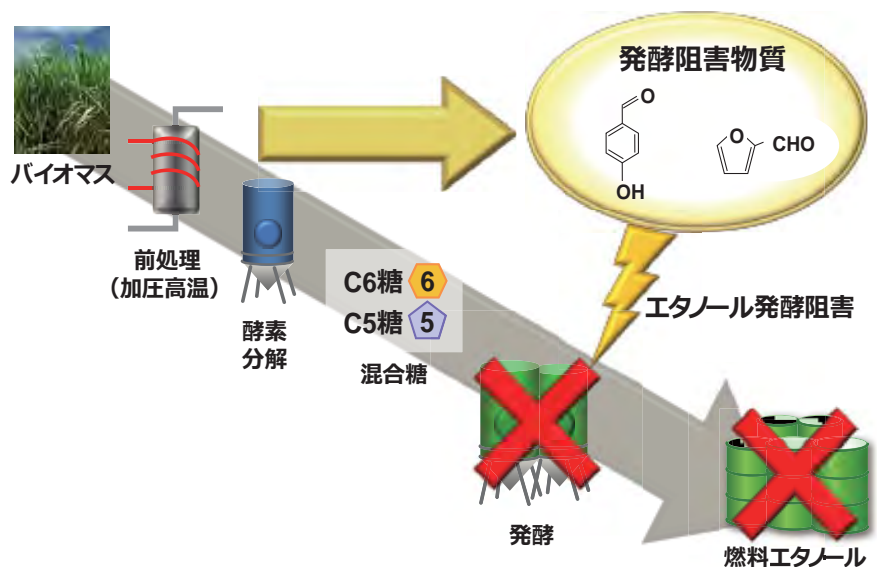 バイオマス
前処理
（加圧高温）
酵素
分解
C6糖 6
C5糖 5
混合糖
発酵阻害物質
O
OH
O
CHO
エタノール発酵阻害
発酵
燃料エタノール